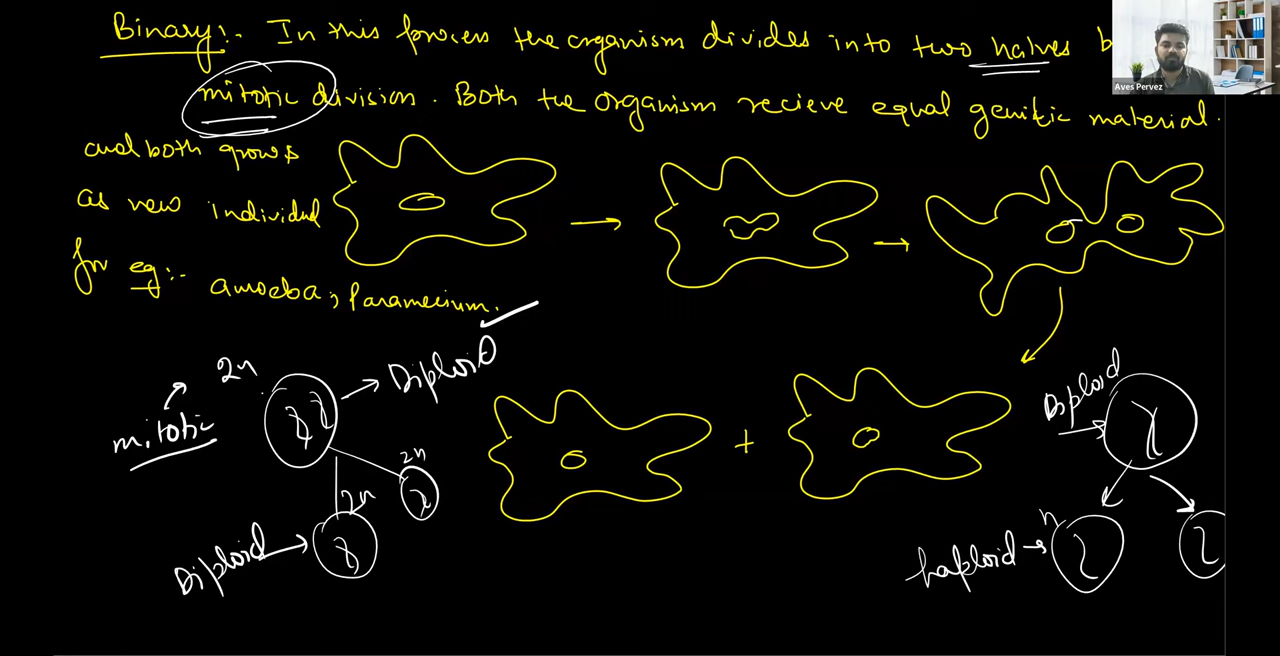 Binary:- In this process the organism divides into two halves b
mitotic division. Both the organism recieve equal genitic material.
and both grows
as new individual
for eg:- amoeba, Paramecium.
Aves Pervez
2n
Diploid
mitotic
2n
2n
Diploid
+
Diploid
n
haploid